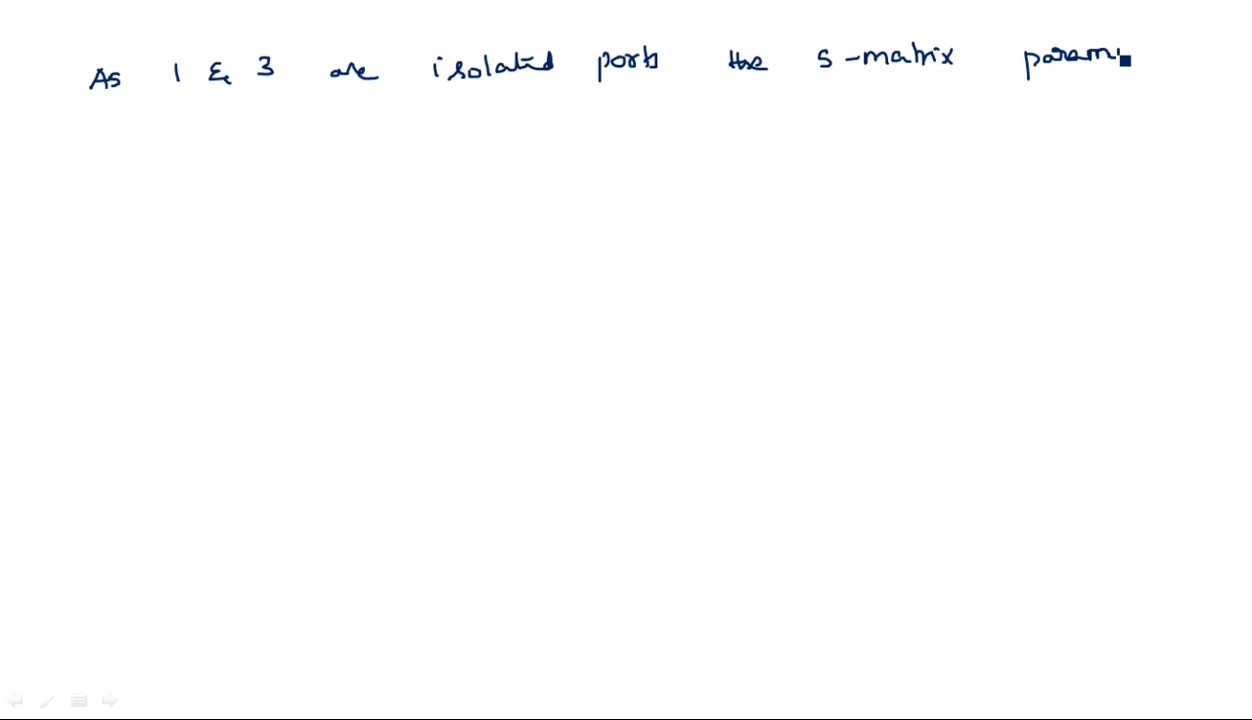 As 1 & 3 are isolated ports the S-matrix param